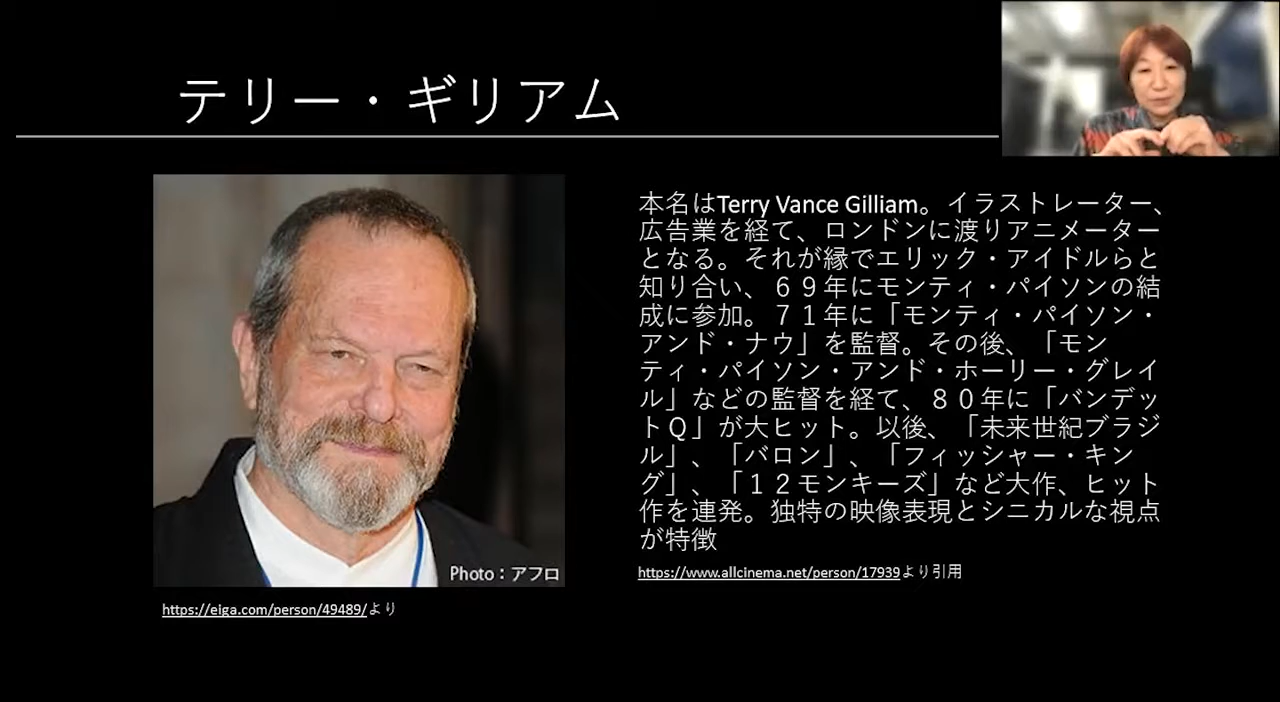 テリー・ギリアム
本名はTerry Vance Gilliam。イラストレーター、
広告業を経て、ロンドンに渡りアニメーター
となる。それが縁でエリック・アイドルらと
知り合い、６９年にモンティ・パイソンの結
成に参加。７１年に「モンティ・パイソン・
アンド・ナウ」を監督。その後、「モン
ティ・パイソン・アンド・ホーリー・グレイ
ル」などの監督を経て、８０年に「バンデッ
トＱ」が大ヒット。以後、「未来世紀ブラジ
ル」、「バロン」、「フィッシャー・キン
グ」、「１２モンキーズ」など大作、ヒット
作を連発。独特の映像表現とシニカルな視点
が特徴
https://www.allcinema.net/person/17939より引用
Photo：アフロ
https://eiga.com/person/49489/より